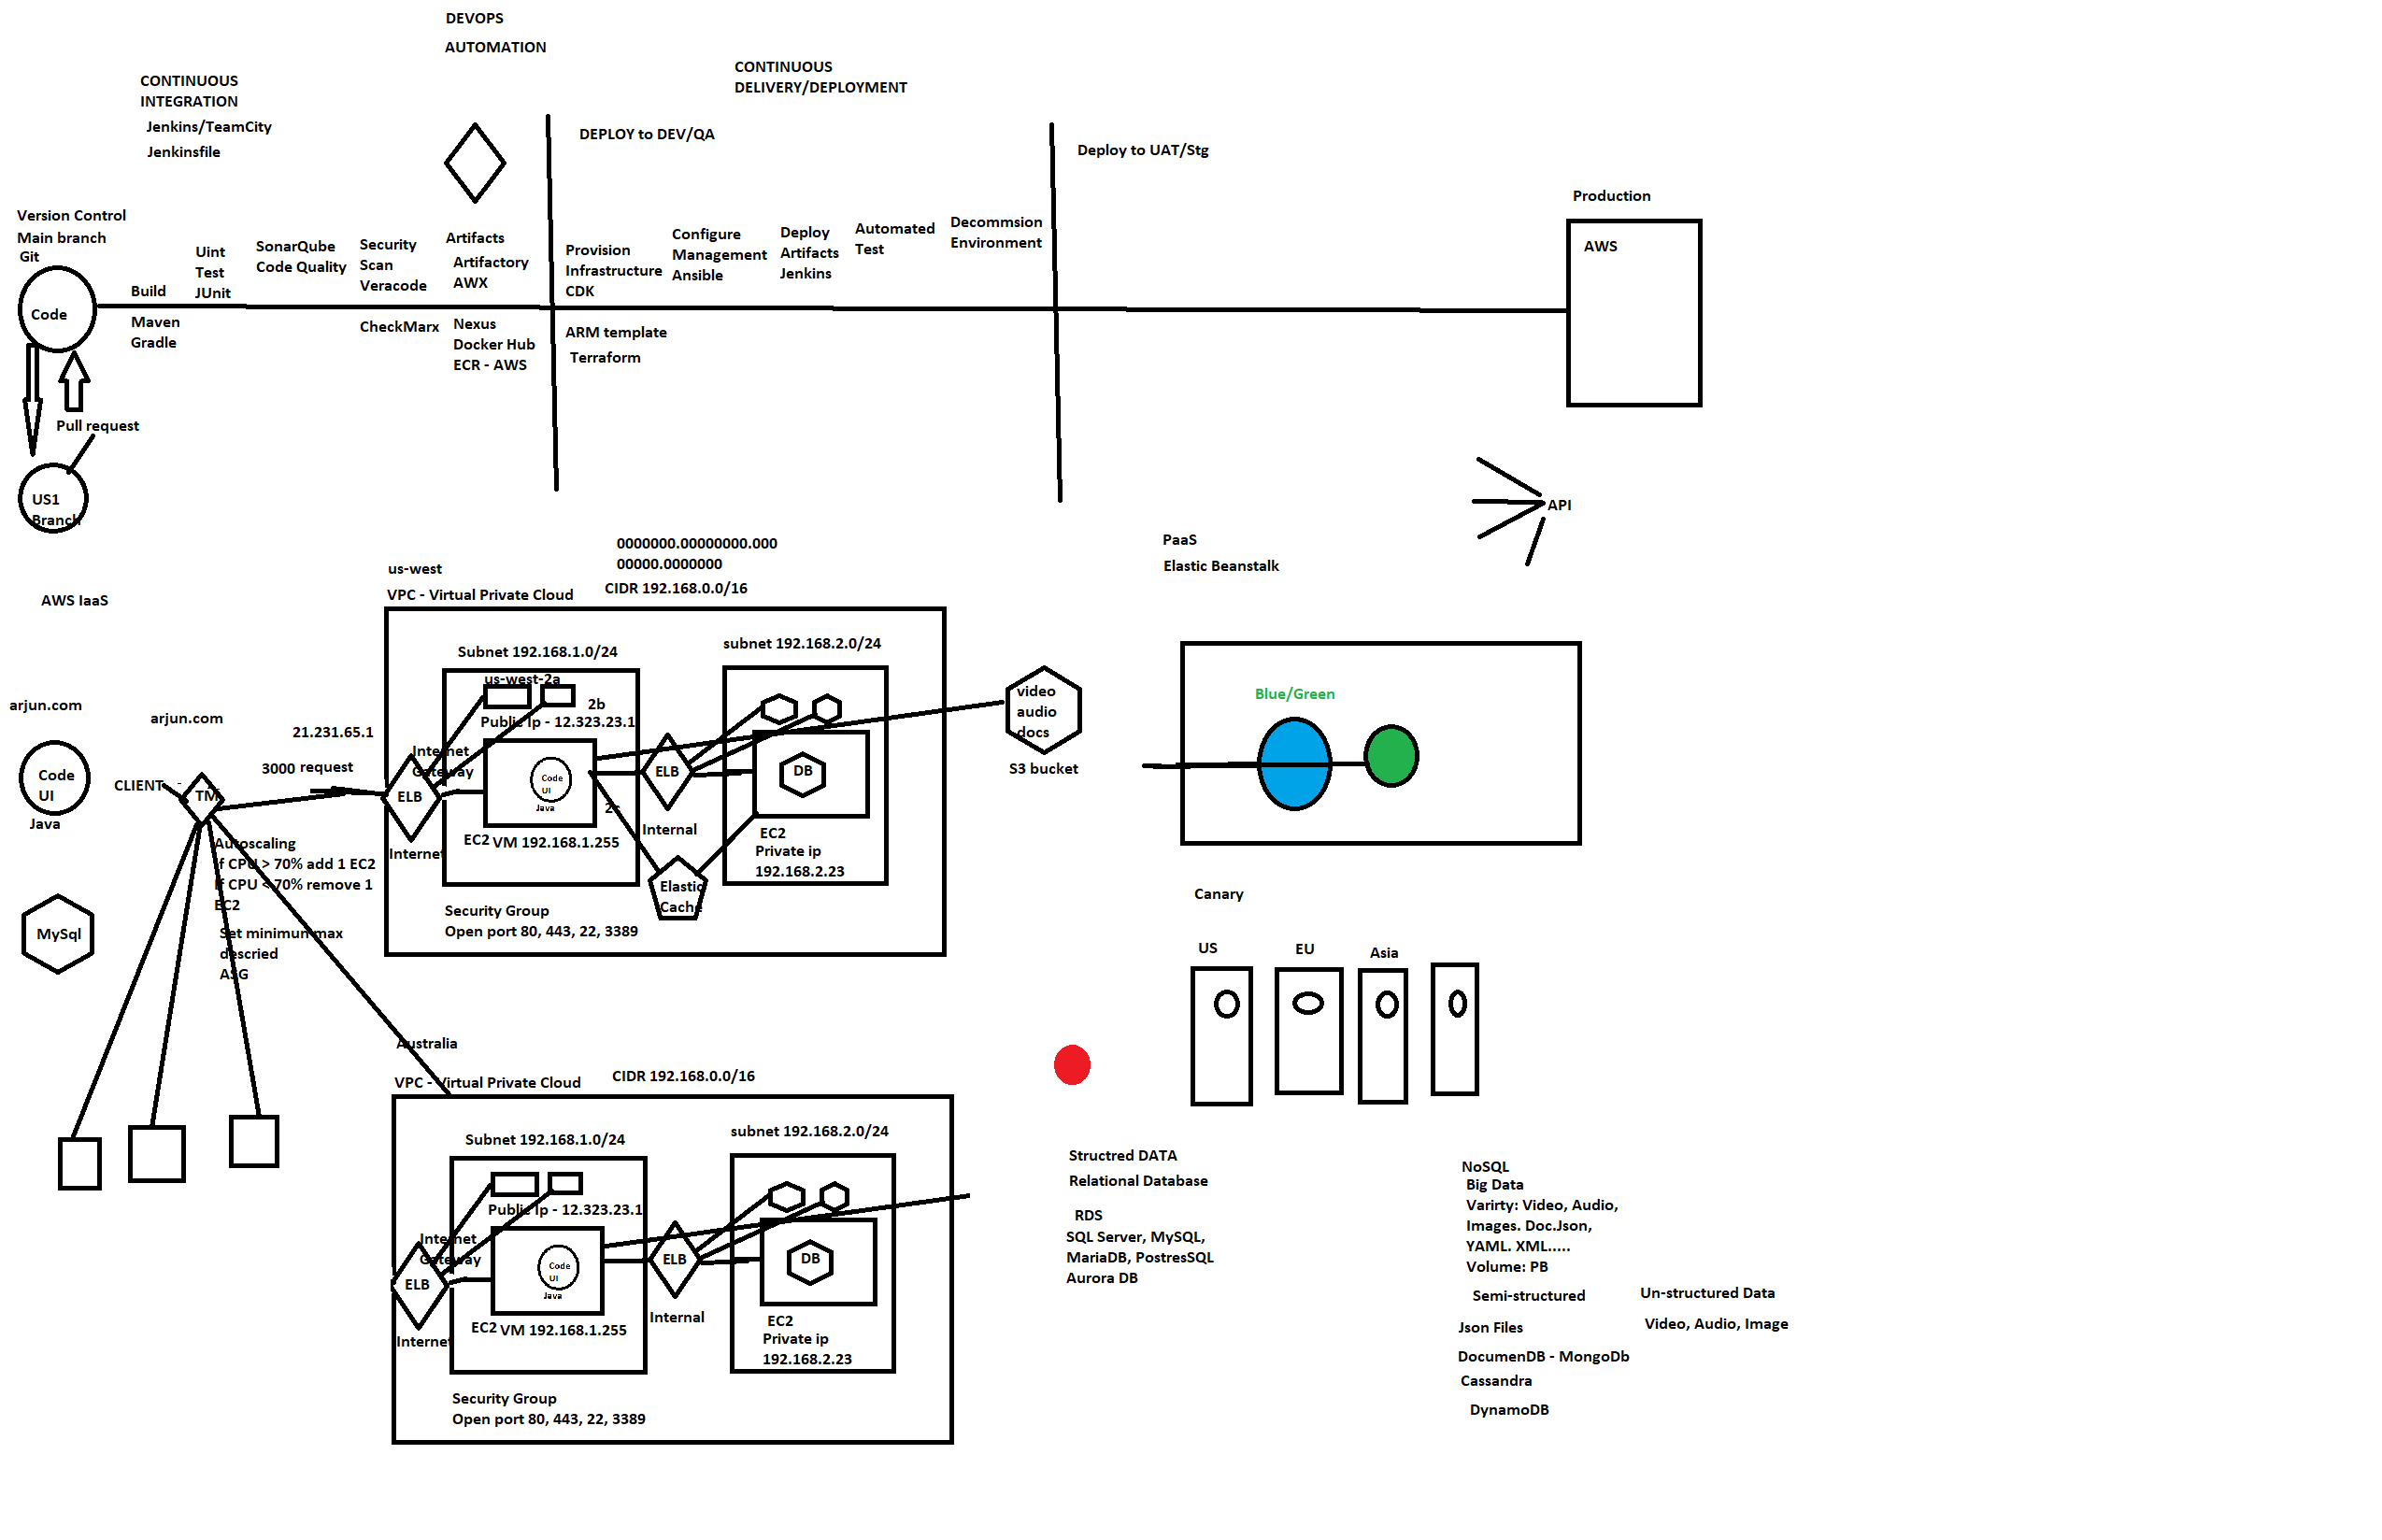 DEVOPS
AUTOMATION
CONTINUOUS
INTEGRATION
Jenkins/TeamCity
Jenkinsfile
CONTINUOUS
DELIVERY/DEPLOYMENT
DEPLOY to DEV/QA
Deploy to UAT/Stg
Production
AWS
Version Control
Main branch
Git
Code
Build
Maven
Gradle
Uint
Test
JUnit
SonarQube
Code Quality
Security
Scan
Veracode
CheckMarx
Artifacts
Artifactory
AWX
Nexus
Docker Hub
ECR - AWS
Provision
Infrastructure
CDK
ARM template
Terraform
Configure
Management
Ansible
Deploy
Artifacts
Jenkins
Automated
Test
Decommsion
Environment
Pull request
US1
Branch
API
PaaS
Elastic Beanstalk
AWS IaaS
us-west
VPC - Virtual Private Cloud
0000000.00000000.000
00000.0000000
CIDR 192.168.0.0/16
Subnet 192.168.1.0/24
us-west-2a
2b
Public Ip - 12.323.23.1
subnet 192.168.2.0/24
arjun.com
Code
UI
Java
arjun.com
CLIENT
TM
21.231.65.1
3000 request
Internet
Gateway
ELB
Internet
Code
UI
Java
2c
EC2 VM 192.168.1.255
ELB
Internal
DB
EC2
Private ip
192.168.2.23
Elastic
Cache
Security Group
Open port 80, 443, 22, 3389
video
audio
docs
S3 bucket
Blue/Green
Autoscaling
If CPU > 70% add 1 EC2
If CPU < 70% remove 1
EC2
Set minimun max
descried
ASG
MySql
Canary
US
EU
Asia
Australia
VPC - Virtual Private Cloud
CIDR 192.168.0.0/16
Subnet 192.168.1.0/24
Public Ip - 12.323.23.1
subnet 192.168.2.0/24
Internet
Gateway
ELB
Internet
Code
UI
Java
EC2 VM 192.168.1.255
ELB
Internal
DB
EC2
Private ip
192.168.2.23
Security Group
Open port 80, 443, 22, 3389
Structred DATA
Relational Database
RDS
SQL Server, MySQL,
MariaDB, PostresSQL
Aurora DB
NoSQL
Big Data
Varirty: Video, Audio,
Images. Doc.Json,
YAML. XML.....
Volume: PB
Semi-structured
Json Files
DocumenDB - MongoDb
Cassandra
DynamoDB
Un-structured Data
Video, Audio, Image